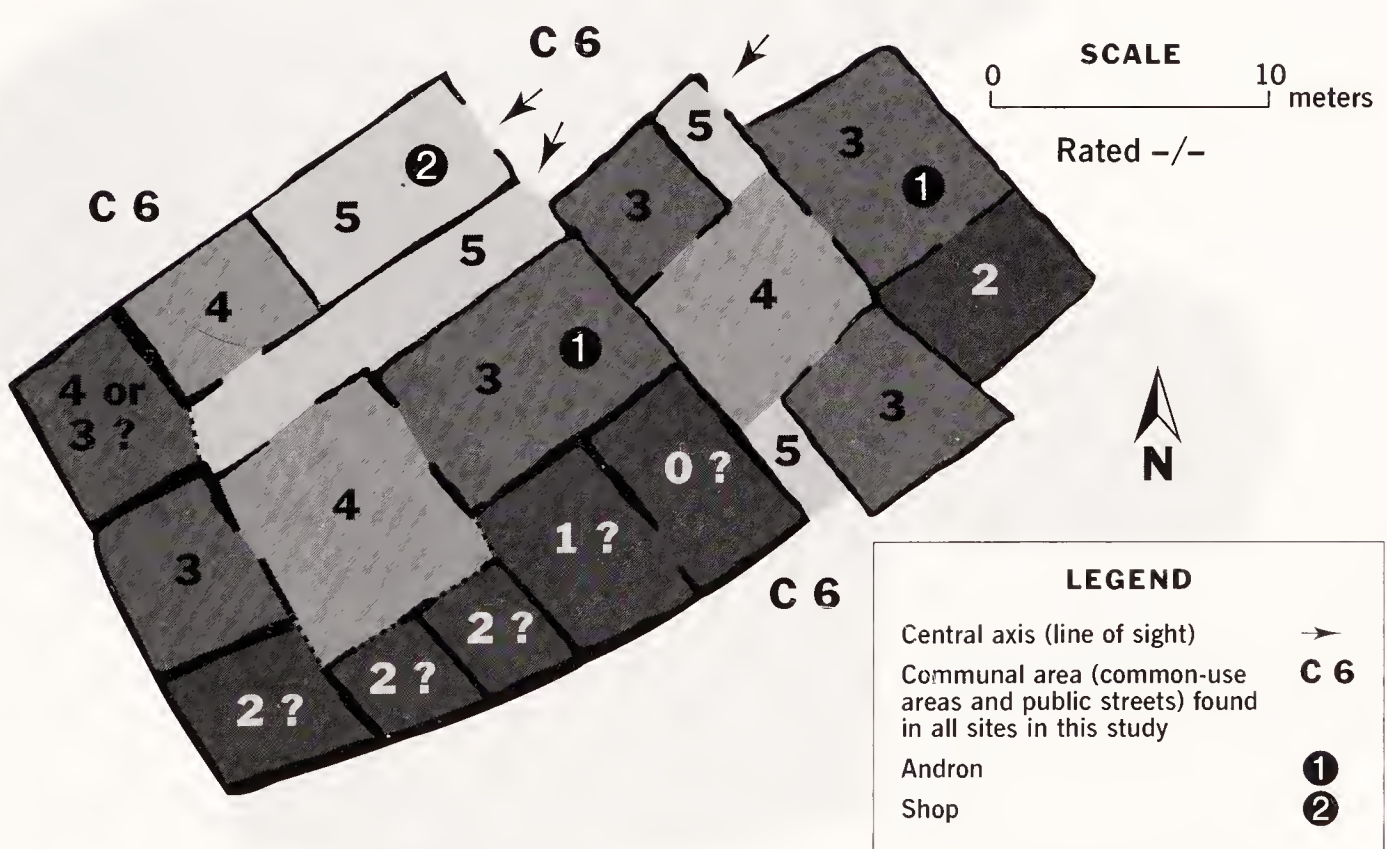 C 6
SCALE
0 10
meters
Rated –/–
5
3
2
1
C 6
5
3
5
2
4
4
1
3
4 or
3 ?
3
5
0 ?
4
1 ?
N
3
C 6
2 ?
2 ?
2 ?
LEGEND
Central axis (line of sight)
Communal area (common-use C 6
areas and public streets) found
in all sites in this study
Andron 1
Shop 2